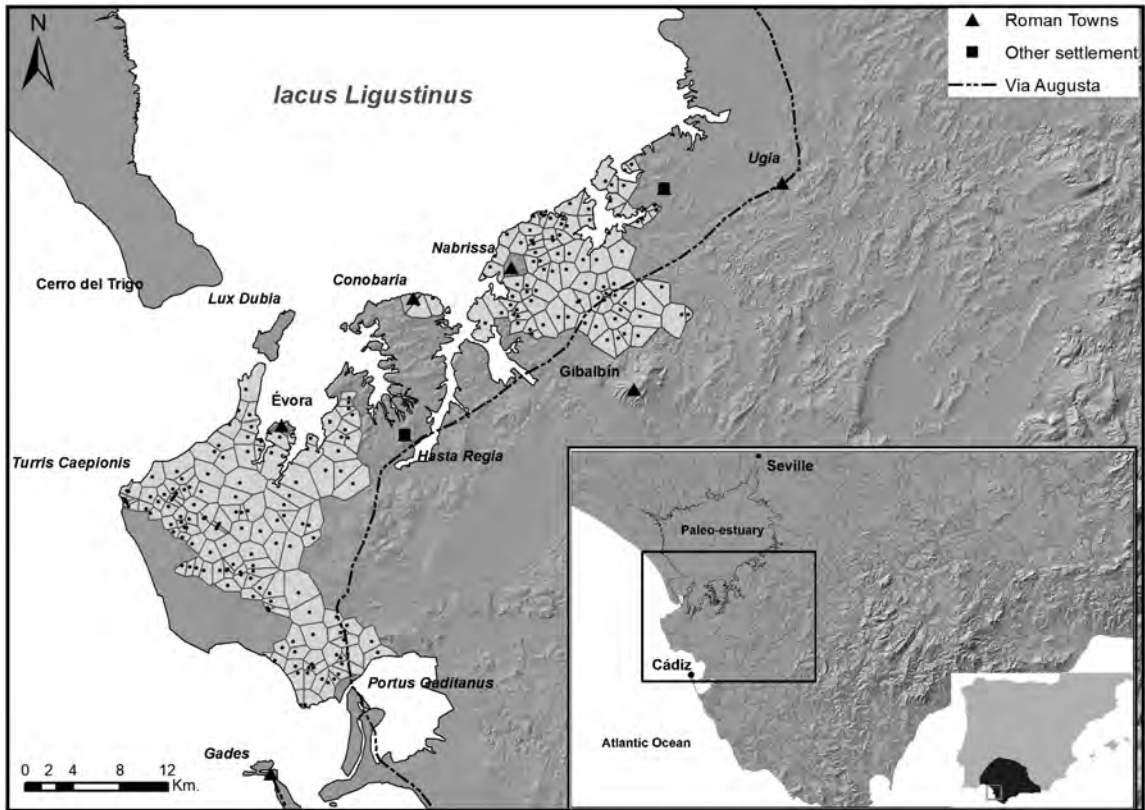 N
Roman Towns
Other settlement
Via Augusta
lacus Ligustinus
Ugia
Nabrissa
Conobaria
Cerro del Trigo
Lux Dubia
Gibalbín
Évora
Hasta Regia
Turris Caepionis
Portus Gaditanus
Gades
0 2 4 8 12
Km.
Seville
Paleo-estuary
Cádiz
Atlantic Ocean